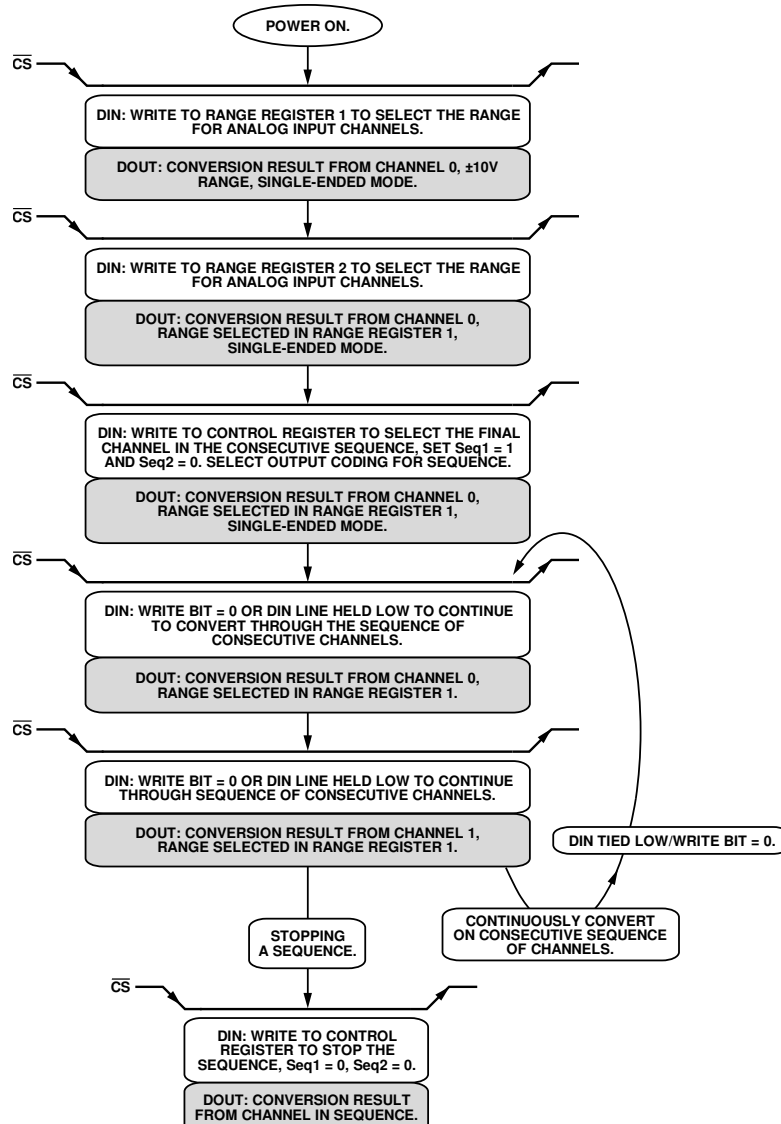 POWER ON.
CS
DIN: WRITE TO RANGE REGISTER 1 TO SELECT THE RANGE
FOR ANALOG INPUT CHANNELS.
DOUT: CONVERSION RESULT FROM CHANNEL 0, ±10V
RANGE, SINGLE-ENDED MODE.
CS
DIN: WRITE TO RANGE REGISTER 2 TO SELECT THE RANGE
FOR ANALOG INPUT CHANNELS.
DOUT: CONVERSION RESULT FROM CHANNEL 0,
RANGE SELECTED IN RANGE REGISTER 1,
SINGLE-ENDED MODE.
CS
DIN: WRITE TO CONTROL REGISTER TO SELECT THE FINAL
CHANNEL IN THE CONSECUTIVE SEQUENCE, SET Seq1 = 1
AND Seq2 = 0. SELECT OUTPUT CODING FOR SEQUENCE.
DOUT: CONVERSION RESULT FROM CHANNEL 0,
RANGE SELECTED IN RANGE REGISTER 1,
SINGLE-ENDED MODE.
CS
DIN: WRITE BIT = 0 OR DIN LINE HELD LOW TO CONTINUE
TO CONVERT THROUGH THE SEQUENCE OF
CONSECUTIVE CHANNELS.
DOUT: CONVERSION RESULT FROM CHANNEL 0,
RANGE SELECTED IN RANGE REGISTER 1.
CS
DIN: WRITE BIT = 0 OR DIN LINE HELD LOW TO CONTINUE
THROUGH SEQUENCE OF CONSECUTIVE CHANNELS.
DOUT: CONVERSION RESULT FROM CHANNEL 1,
RANGE SELECTED IN RANGE REGISTER 1.
DIN TIED LOW/WRITE BIT = 0.
CONTINUOUSLY CONVERT
ON CONSECUTIVE SEQUENCE
OF CHANNELS.
STOPPING
A SEQUENCE.
CS
DIN: WRITE TO CONTROL
REGISTER TO STOP THE
SEQUENCE, Seq1 = 0, Seq2 = 0.
DOUT: CONVERSION RESULT
FROM CHANNEL IN SEQUENCE.